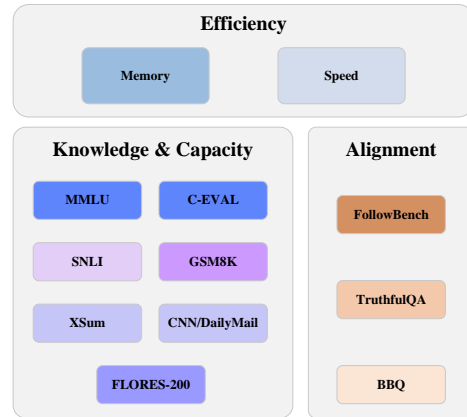 Efficiency
Memory Speed
Knowledge & Capacity
MMLU C-EVAL
SNLI GSM8K
XSum CNN/DailyMail
FLORES-200
Alignment
FollowBench
TruthfulQA
BBQ